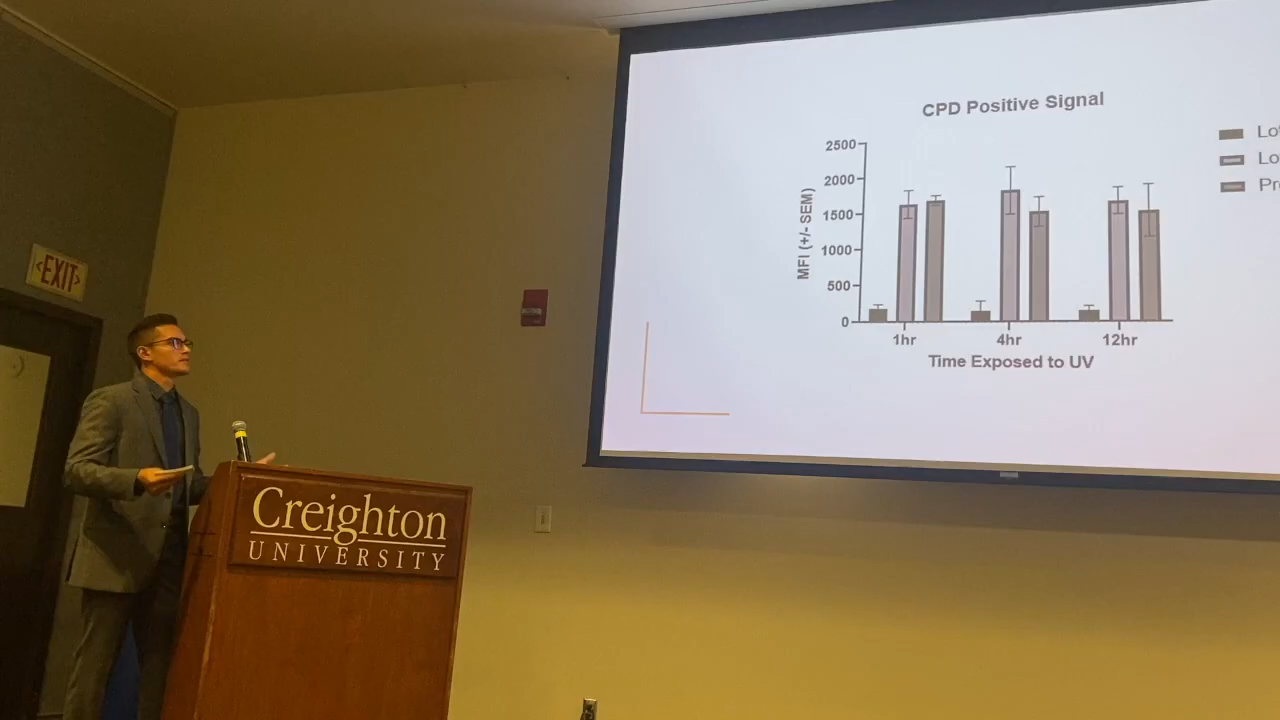 CPD Positive Signal
2500
2000
1500
1000
500
0
MFI (+/- SEM)
1hr
4hr
12hr
Time Exposed to UV
EXIT
Creighton
UNIVERSITY